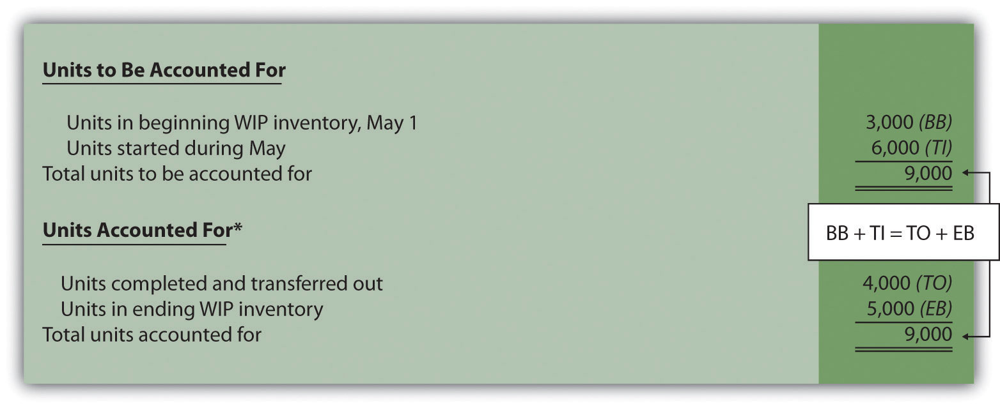 Units to Be Accounted For
Units in beginning WIP inventory, May 1 3,000 (BB)
Units started during May 6,000 (TI)
Total units to be accounted for 9,000
Units Accounted For*
BB + TI = TO + EB
Units completed and transferred out 4,000 (TO)
Units in ending WIP inventory 5,000 (EB)
Total units accounted for 9,000